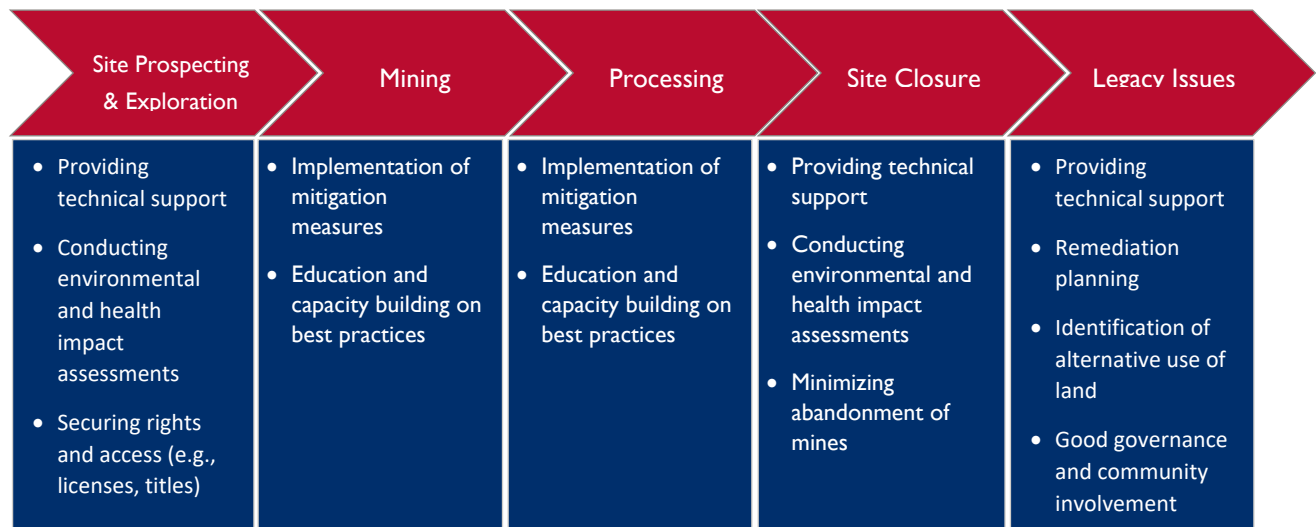 Site Prospecting
& Exploration
Mining
Processing
Site Closure
Legacy Issues
• Providing
technical support
• Conducting
environmental
and health
impact
assessments
• Securing rights
and access (e.g.,
licenses, titles)
• Implementation of
mitigation
measures
• Education and
capacity building on
best practices
• Implementation of
mitigation
measures
• Education and
capacity building on
best practices
• Providing technical
support
• Conducting
environmental and
health impact
assessments
• Minimizing
abandonment of
mines
• Providing
technical support
• Remediation
planning
• Identification of
alternative use of
land
• Good governance
and community
involvement